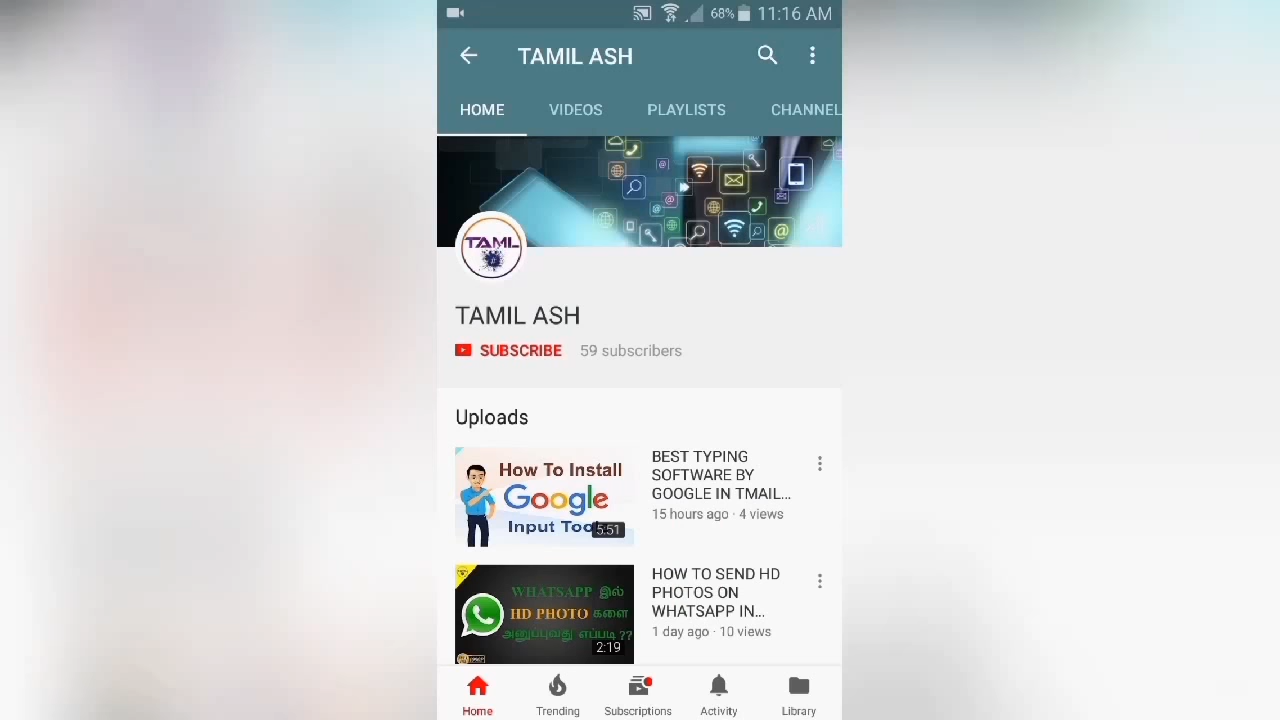 68% 11:16 AM
TAMIL ASH
HOME VIDEOS PLAYLISTS CHANNEL
TAMIL
TAMIL ASH
SUBSCRIBE 59 subscribers
Uploads
How To Install
Google
Input Too
5:51
BEST TYPING
SOFTWARE BY
GOOGLE IN TMAIL...
15 hours ago · 4 views
WHATSAPP இல்
HD PHOTO களை
அனுப்புவது எப்படி ??
2:19
HOW TO SEND HD
PHOTOS ON
WHATSAPP IN...
1 day ago · 10 views
Home Trending Subscriptions Activity Library